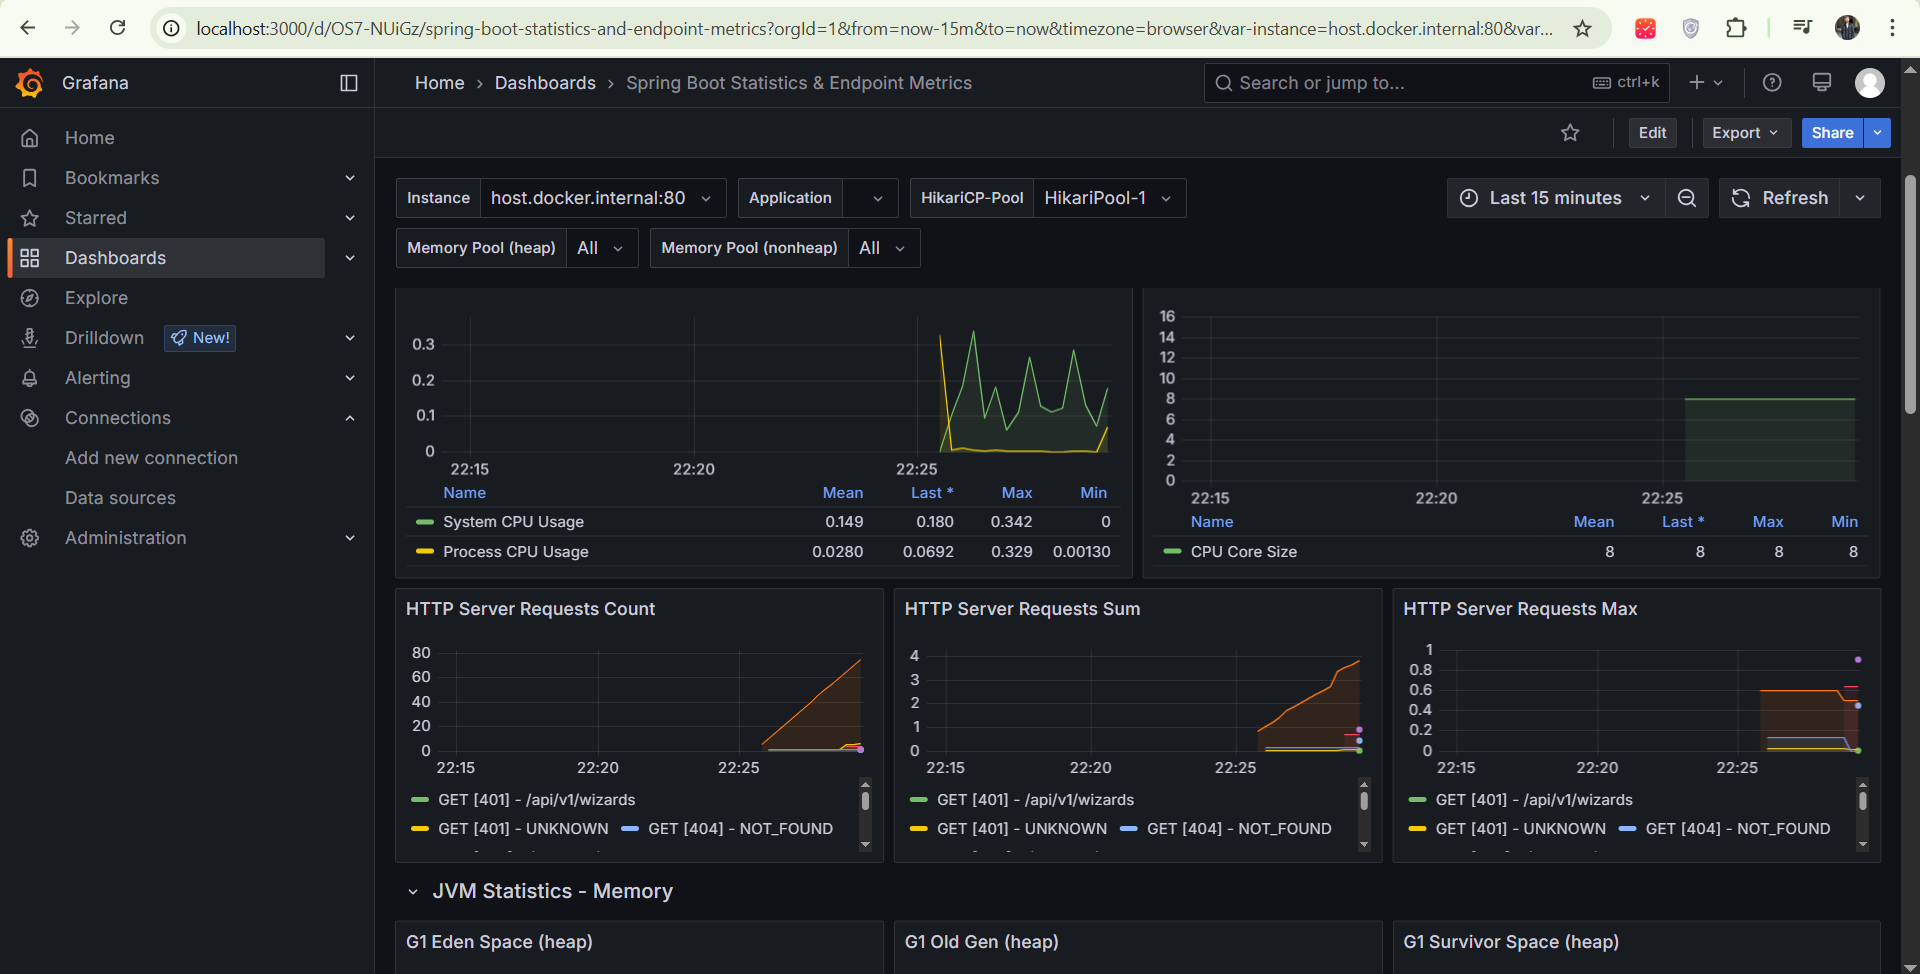 localhost:3000/d/OS7-NUiGz/spring-boot-statistics-and-endpoint-metrics?orgId=1&from=now-15m&to=now&timezone=browser&var-instance=host.docker.internal:80&var...
Grafana
Home › Dashboards › Spring Boot Statistics & Endpoint Metrics
Search or jump to... ctrl+k
Edit Export Share
Home
Bookmarks
Starred
Dashboards
Explore
Drilldown New!
Alerting
Connections
Add new connection
Data sources
Administration
Instance host.docker.internal:80 Application HikariCP-Pool HikariPool-1
Last 15 minutes Refresh
Memory Pool (heap) All Memory Pool (nonheap) All
0.3
0.2
0.1
0
22:15 22:20 22:25
Name Mean Last * Max Min
System CPU Usage 0.149 0.180 0.342 0
Process CPU Usage 0.0280 0.0692 0.329 0.00130
16
14
12
10
8
6
4
2
0
22:15 22:20 22:25
Name Mean Last * Max Min
CPU Core Size 8 8 8 8
HTTP Server Requests Count
80
60
40
20
0
22:15 22:20 22:25
GET [401] - /api/v1/wizards
GET [401] - UNKNOWN GET [404] - NOT_FOUND
HTTP Server Requests Sum
4
3
2
1
0
22:15 22:20 22:25
GET [401] - /api/v1/wizards
GET [401] - UNKNOWN GET [404] - NOT_FOUND
HTTP Server Requests Max
1
0.8
0.6
0.4
0.2
0
22:15 22:20 22:25
GET [401] - /api/v1/wizards
GET [401] - UNKNOWN GET [404] - NOT_FOUND
JVM Statistics - Memory
G1 Eden Space (heap)
G1 Old Gen (heap)
G1 Survivor Space (heap)